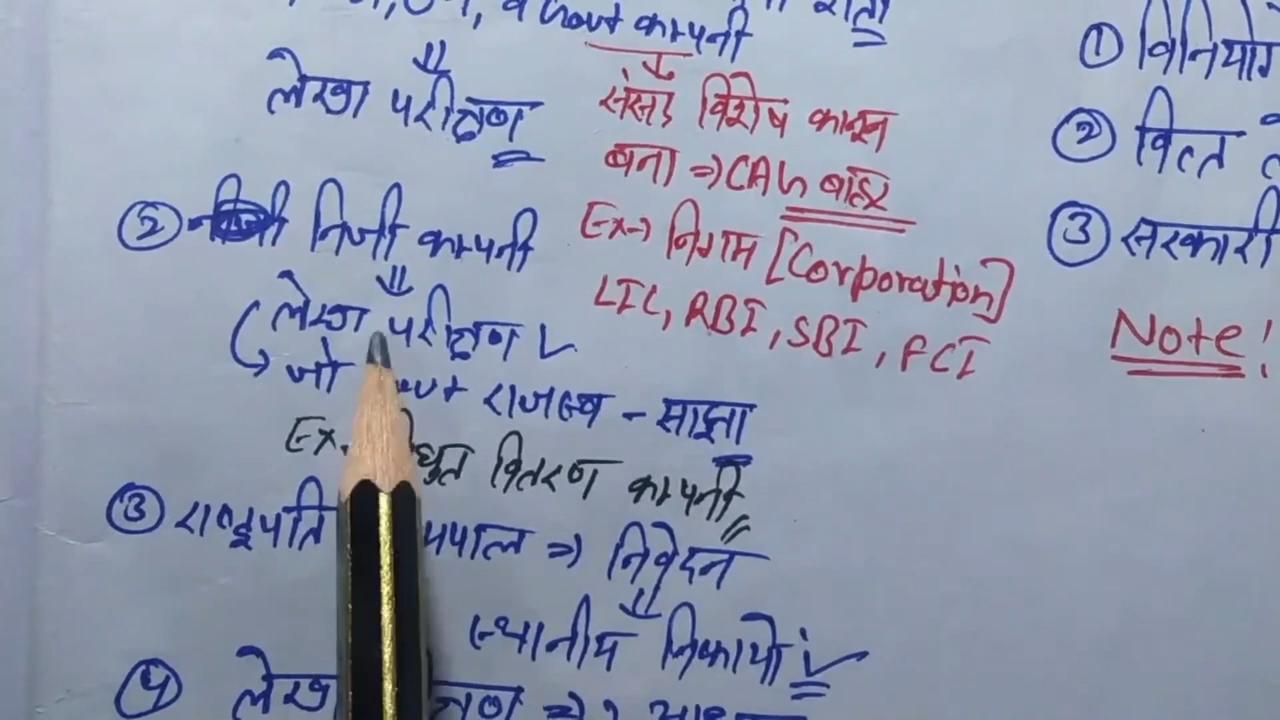 व Govt कम्पनी
लेखा परीक्षण
संसद विशेष कानून
बना ⇒ CAG बाहर
Ex→ निगम [Corporation]
LIC, RBI, SBI, FCI
② निजी कम्पनी
लेखा परीक्षण ✓
जो राजस्व - साझा
Ex. वितरण कम्पनी
③ राष्ट्रपति ⇒ निवेदन
स्थानीय निकायो ✓
④
①
② वित्त
③ सरकारी
Note!